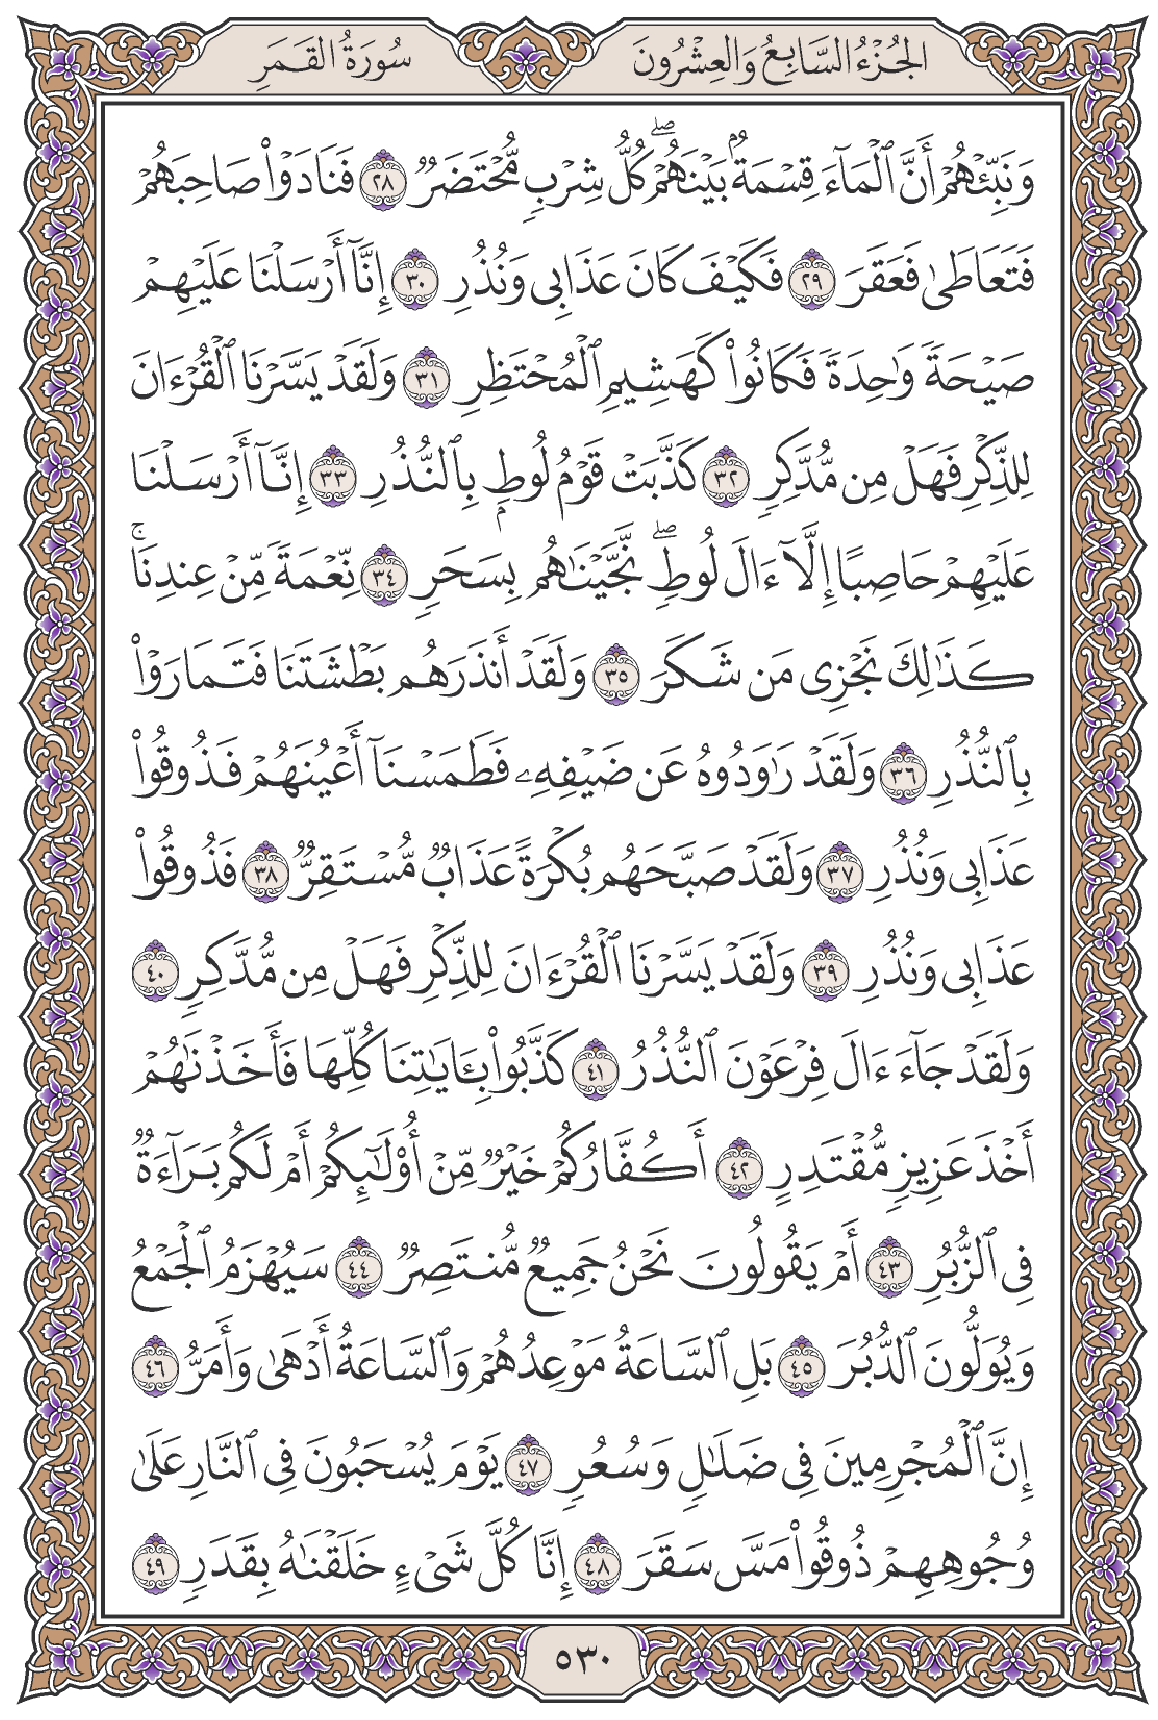 الجُزْءُ السَّابِعُ وَالعِشْرُونَ
سُورَةُ القَمَرِ
وَنَبِّئْهُمْ أَنَّ ٱلْمَآءَ قِسْمَةٌۢ بَيْنَهُمْۖ كُلُّ شِرْبٖ مُّحْتَضَرٞ ٢٨ فَنَادَوْاْ صَاحِبَهُمْ
فَتَعَاطَىٰ فَعَقَرَ ٢٩ فَكَيْفَ كَانَ عَذَابِي وَنُذُرِ ٣٠ إِنَّآ أَرْسَلْنَا عَلَيْهِمْ
صَيْحَةٗ وَٰحِدَةٗ فَكَانُواْ كَهَشِيمِ ٱلْمُحْتَظِرِ ٣١ وَلَقَدْ يَسَّرْنَا ٱلْقُرْءَانَ
لِلذِّكْرِ فَهَلْ مِن مُّدَّكِرٖ ٣٢ كَذَّبَتْ قَوْمُ لُوطِۭ بِٱلنُّذُرِ ٣٣ إِنَّآ أَرْسَلْنَا
عَلَيْهِمْ حَاصِبًا إِلَّآ ءَالَ لُوطٖۖ نَّجَّيْنَٰهُم بِسَحَرٖ ٣٤ نِّعْمَةٗ مِّنْ عِندِنَاۚ
كَذَٰلِكَ نَجْزِي مَن شَكَرَ ٣٥ وَلَقَدْ أَنذَرَهُم بَطْشَتَنَا فَتَمَارَوْاْ
بِٱلنُّذُرِ ٣٦ وَلَقَدْ رَٰوَدُوهُ عَن ضَيْفِهِۦ فَطَمَسْنَآ أَعْيُنَهُمْ فَذُوقُواْ
عَذَابِي وَنُذُرِ ٣٧ وَلَقَدْ صَبَّحَهُم بُكْرَةً عَذَابٞ مُّسْتَقِرّٞ ٣٨ فَذُوقُواْ
عَذَابِي وَنُذُرِ ٣٩ وَلَقَدْ يَسَّرْنَا ٱلْقُرْءَانَ لِلذِّكْرِ فَهَلْ مِن مُّدَّكِرٖ ٤٠
وَلَقَدْ جَآءَ ءَالَ فِرْعَوْنَ ٱلنُّذُرُ ٤١ كَذَّبُواْ بِـَٔايَٰتِنَا كُلِّهَا فَأَخَذْنَٰهُمْ
أَخْذَ عَزِيزٖ مُّقْتَدِرٍ ٤٢ أَكُفَّارُكُمْ خَيْرٞ مِّنْ أُوْلَٰٓئِكُمْ أَمْ لَكُم بَرَآءَةٞ
فِي ٱلزُّبُرِ ٤٣ أَمْ يَقُولُونَ نَحْنُ جَمِيعٞ مُّنتَصِرٞ ٤٤ سَيُهْزَمُ ٱلْجَمْعُ
وَيُوَلُّونَ ٱلدُّبُرَ ٤٥ بَلِ ٱلسَّاعَةُ مَوْعِدُهُمْ وَٱلسَّاعَةُ أَدْهَىٰ وَأَمَرُّ ٤٦
إِنَّ ٱلْمُجْرِمِينَ فِي ضَلَٰلٖ وَسُعُرٖ ٤٧ يَوْمَ يُسْحَبُونَ فِي ٱلنَّارِ عَلَىٰ
وُجُوهِهِمْ ذُوقُواْ مَسَّ سَقَرَ ٤٨ إِنَّا كُلَّ شَيْءٍ خَلَقْنَٰهُ بِقَدَرٖ ٤٩
٥٣٠